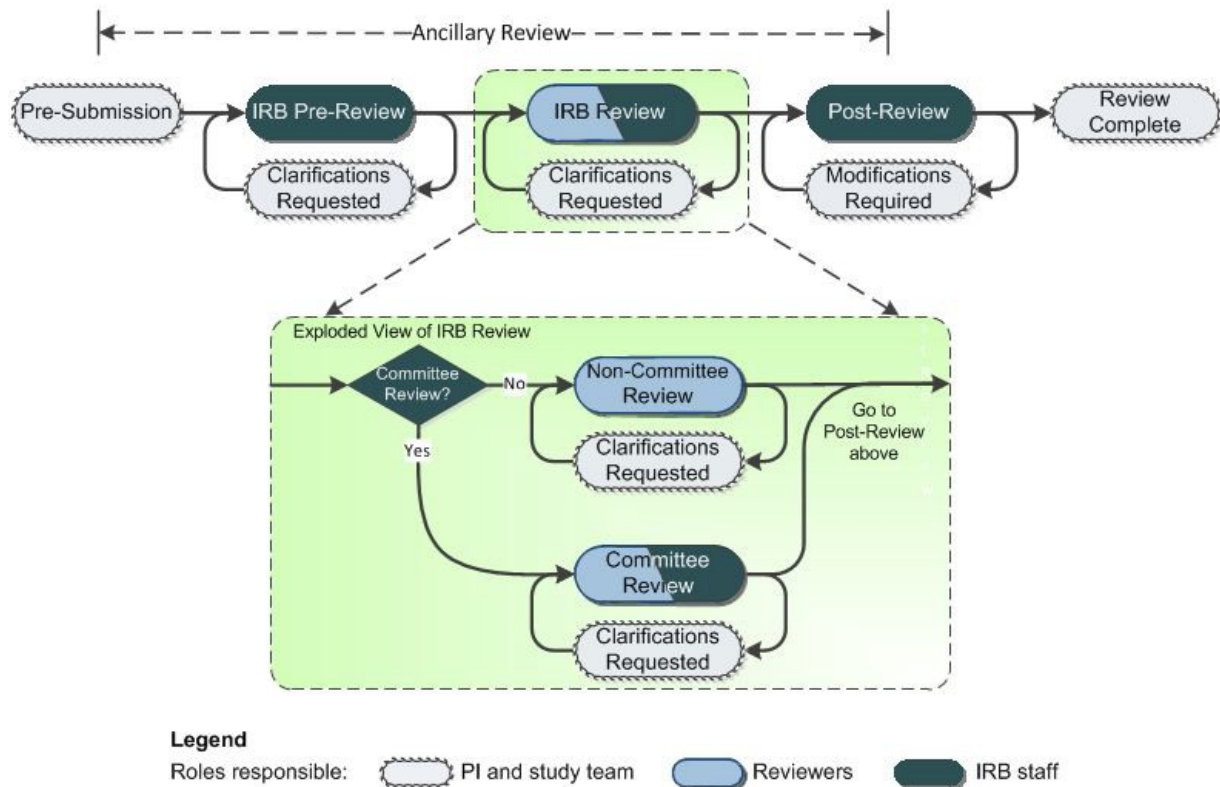 Ancillary Review
Pre-Submission
IRB Pre-Review
IRB Review
Post-Review
Review
Complete
Clarifications
Requested
Clarifications
Requested
Modifications
Required
Exploded View of IRB Review
Committee
Review?
No
Non-Committee
Review
Clarifications
Requested
Go to
Post-Review
above
Yes
Committee
Review
Clarifications
Requested
Legend
Roles responsible:
PI and study team
Reviewers
IRB staff